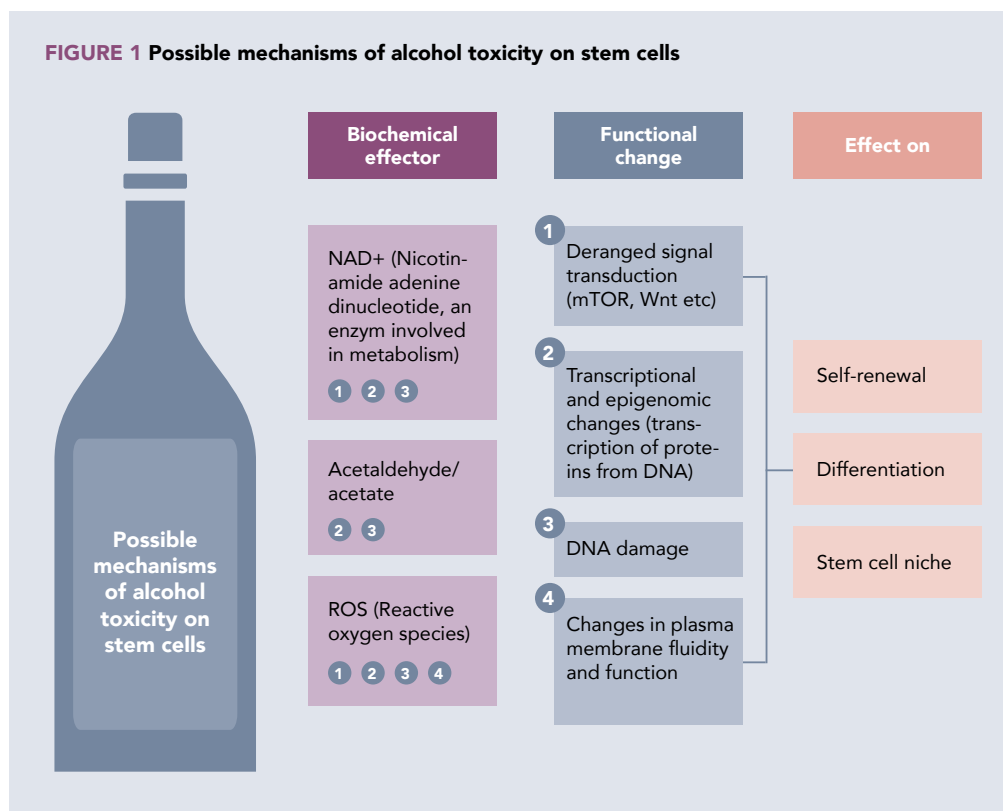 FIGURE 1 Possible mechanisms of alcohol toxicity on stem cells
Possible
mechanisms
of alcohol
toxicity on
stem cells
Biochemical
effector
NAD+ (Nicotin-
amide adenine
dinucleotide, an
enzym involved
in metabolism)
1 2 3
Acetaldehyde/
acetate
2 3
ROS (Reactive
oxygen species)
1 2 3 4
Functional
change
1
Deranged signal
transduction
(mTOR, Wnt etc)
2
Transcriptional
and epigenomic
changes (trans-
cription of prote-
ins from DNA)
3
DNA damage
4
Changes in plasma
membrane fluidity
and function
Effect on
Self-renewal
Differentiation
Stem cell niche